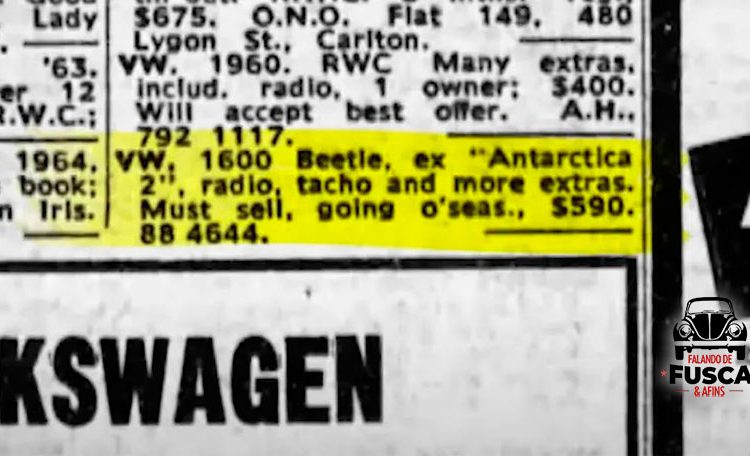 Lady
'63.
er 12
R.W.C.;
1964.
book;
n Iris.
$675. O.N.O. Flat 149, 480
Lygon St., Carlton.
VW. 1960. RWC Many extras,
includ. radio, 1 owner; $400.
Will accept best offer. A.H.,
792 1117.
VW, 1600 Beetle, ex "Antarctica
2", radio, tacho and more extras.
Must sell, going o'seas., $590.
88 4644.
KSWAGEN
FALANDO DE
FUSCA
& AFINS